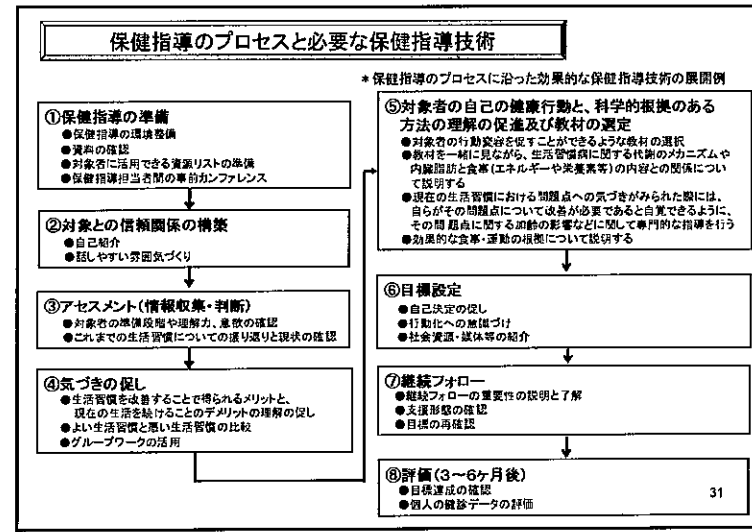 保健指導のプロセスと必要な保健指導技術
＊保健指導のプロセスに沿った効果的な保健指導技術の展開例
①保健指導の準備
●保健指導の環境整備
●資料の確認
●対象者に活用できる資源リストの準備
●保健指導担当者間の事前カンファレンス
②対象との信頼関係の構築
●自己紹介
●話しやすい雰囲気づくり
③アセスメント(情報収集・判断)
●対象者の準備段階や理解力、意欲の確認
●これまでの生活習慣についての振り返りと現状の確認
④気づきの促し
●生活習慣を改善することで得られるメリットと、
現在の生活を続けることのデメリットの理解の促し
●よい生活習慣と悪い生活習慣の比較
●グループワークの活用
⑤対象者の自己の健康行動と、科学的根拠のある
方法の理解の促進及び教材の選定
●対象者の行動変容を促すことができるような教材の選択
●教材を一緒に見ながら、生活習慣病に関する代謝のメカニズムや
内臓脂肪と食事(エネルギーや栄養素等)の内容との関係につい
て説明する
●現在の生活習慣における問題点への気づきがみられた際には、
自らがその問題点について改善が必要であると自覚できるように、
その問題点に関する加齢の影響などに関して専門的な指導を行う
●効果的な食事・運動の根拠について説明する
⑥目標設定
●自己決定の促し
●行動化への意識づけ
●社会資源・媒体等の紹介
⑦継続フォロー
●継続フォローの重要性の説明と了解
●支援形態の確認
●目標の再確認
⑧評価(3～6ヶ月後)
●目標達成の確認
●個人の健診データの評価
31